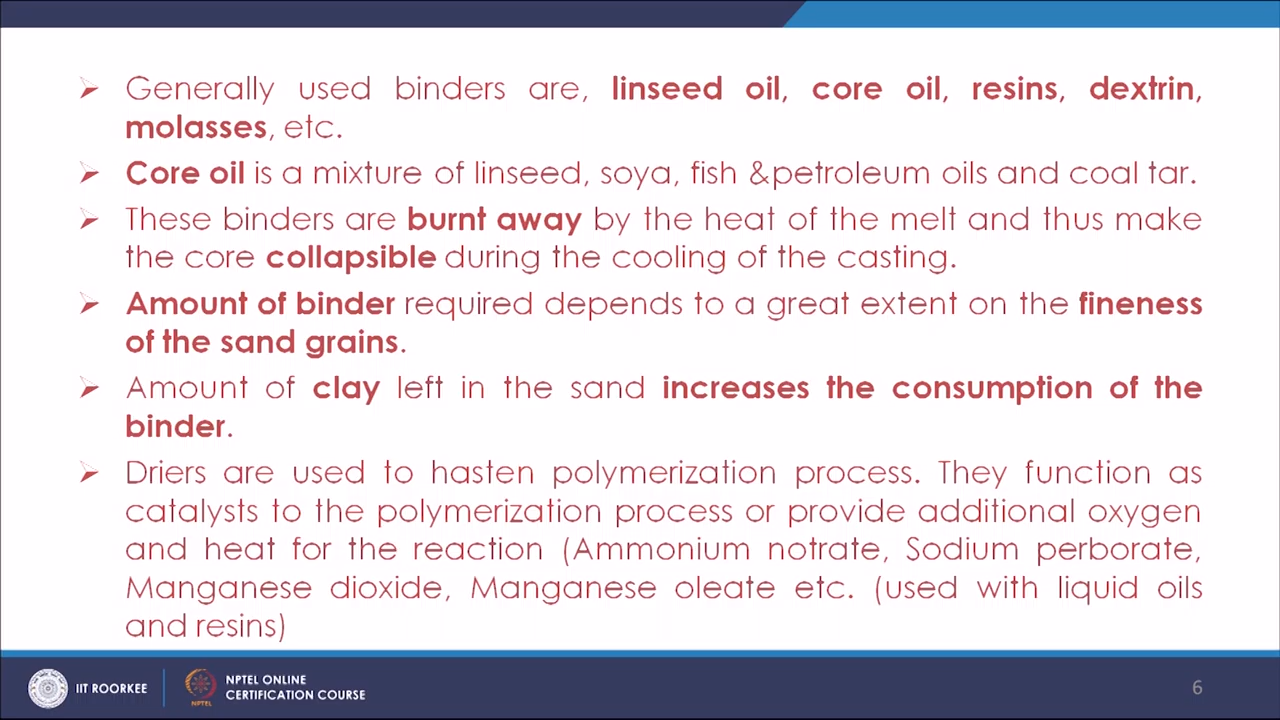 Generally used binders are, linseed oil, core oil, resins, dextrin,
molasses, etc.
Core oil is a mixture of linseed, soya, fish &petroleum oils and coal tar.
These binders are burnt away by the heat of the melt and thus make
the core collapsible during the cooling of the casting.
Amount of binder required depends to a great extent on the fineness
of the sand grains.
Amount of clay left in the sand increases the consumption of the
binder.
Driers are used to hasten polymerization process. They function as
catalysts to the polymerization process or provide additional oxygen
and heat for the reaction (Ammonium notrate, Sodium perborate,
Manganese dioxide, Manganese oleate etc. (used with liquid oils
and resins)
IIT ROORKEE
NPTEL
NPTEL ONLINE
CERTIFICATION COURSE
6